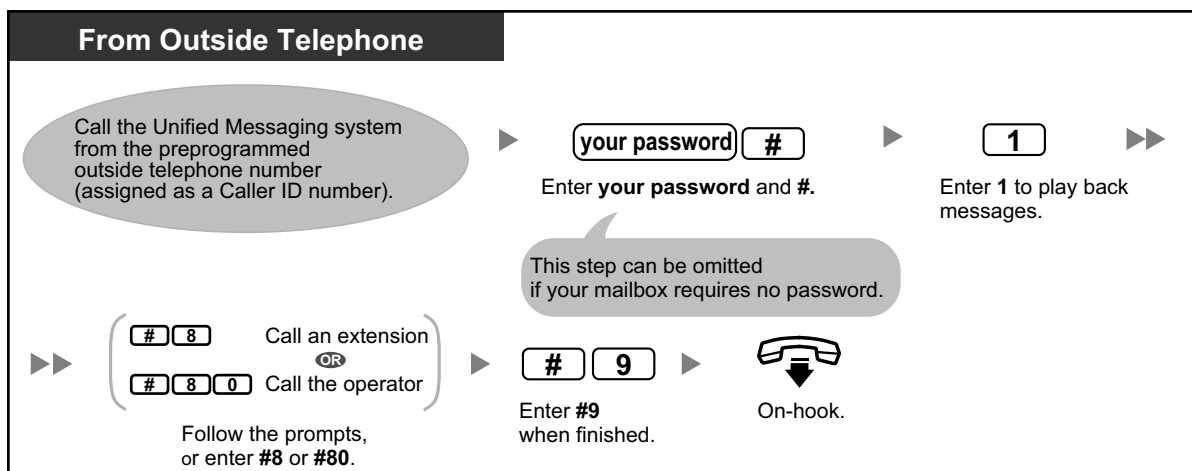 From Outside Telephone
Call the Unified Messaging system
from the preprogrammed
outside telephone number
(assigned as a Caller ID number).
your password #
Enter your password and #.
This step can be omitted
if your mailbox requires no password.
1
Enter 1 to play back
messages.
# 8 Call an extension
OR
# 8 0 Call the operator
Follow the prompts,
or enter #8 or #80.
# 9
Enter #9
when finished.
On-hook.